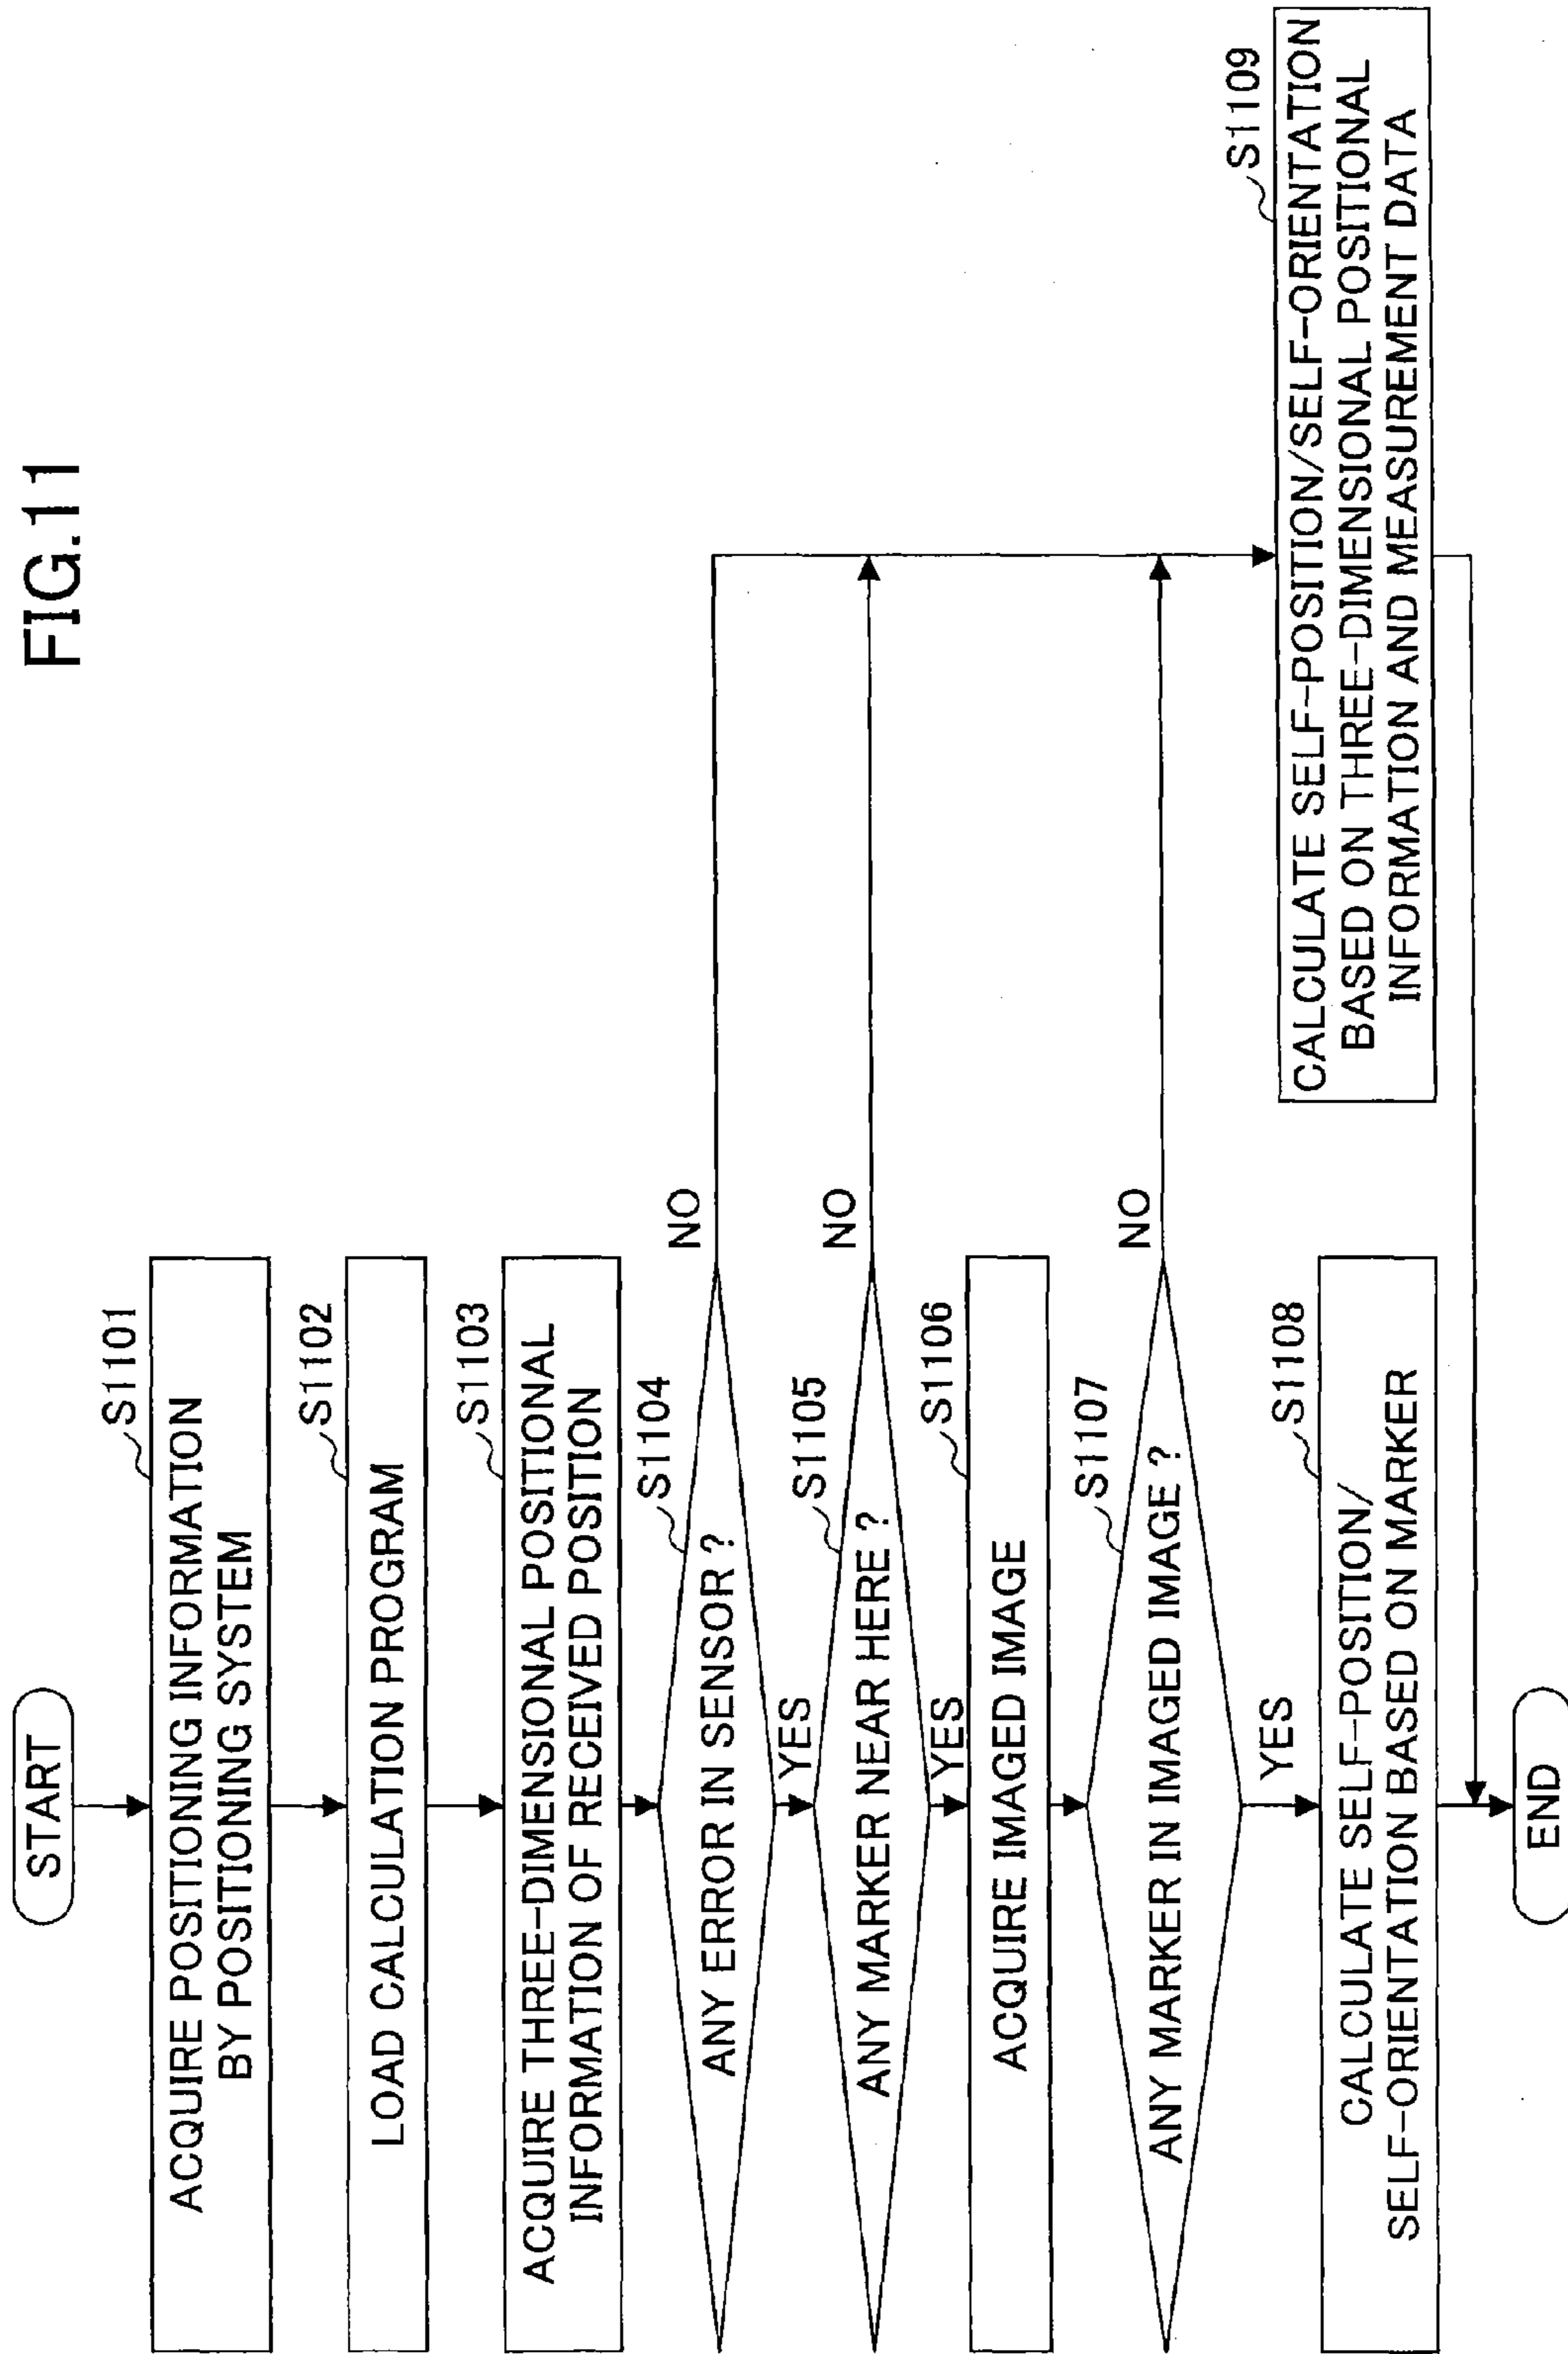 FIG.11
START
S1101
ACQUIRE POSITIONING INFORMATION
BY POSITIONING SYSTEM
S1102
LOAD CALCULATION PROGRAM
S1103
ACQUIRE THREE-DIMENSIONAL POSITIONAL
INFORMATION OF RECEIVED POSITION
S1104
ANY ERROR IN SENSOR ?
NO
YES
S1105
ANY MARKER NEAR HERE ?
NO
YES
S1106
ACQUIRE IMAGED IMAGE
S1107
ANY MARKER IN IMAGED IMAGE ?
NO
YES
S1108
CALCULATE SELF-POSITION/
SELF-ORIENTATION BASED ON MARKER
S1109
CALCULATE SELF-POSITION/SELF-ORIENTATION
BASED ON THREE-DIMENSIONAL POSITIONAL
INFORMATION AND MEASUREMENT DATA
END